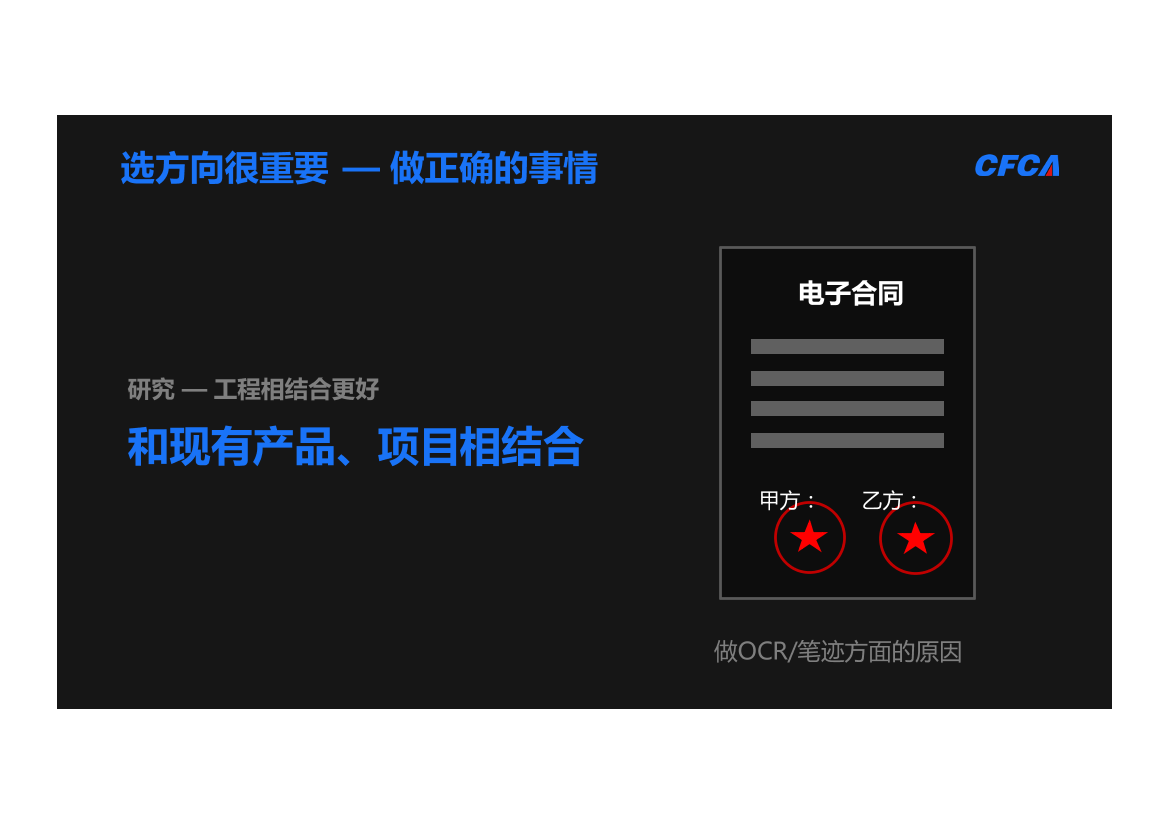 选方向很重要 — 做正确的事情
CFCA
电子合同
研究 — 工程相结合更好
和现有产品、项目相结合
甲方： 乙方：
做OCR/笔迹方面的原因